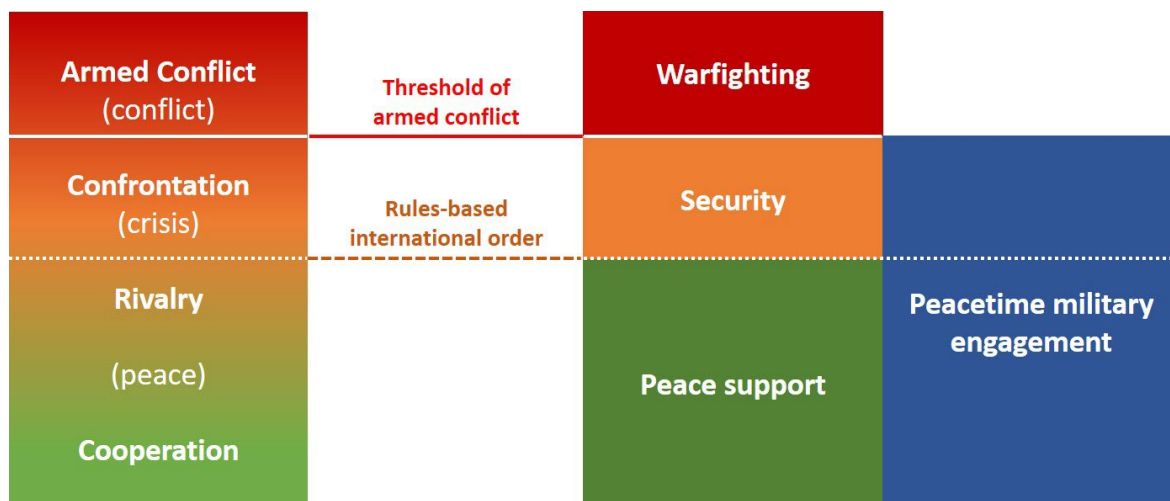 Armed Conflict
(conflict)
Threshold of
armed conflict
Warfighting
Confrontation
(crisis)
Rules-based
international order
Security
Rivalry
(peace)
Cooperation
Peace support
Peacetime military
engagement